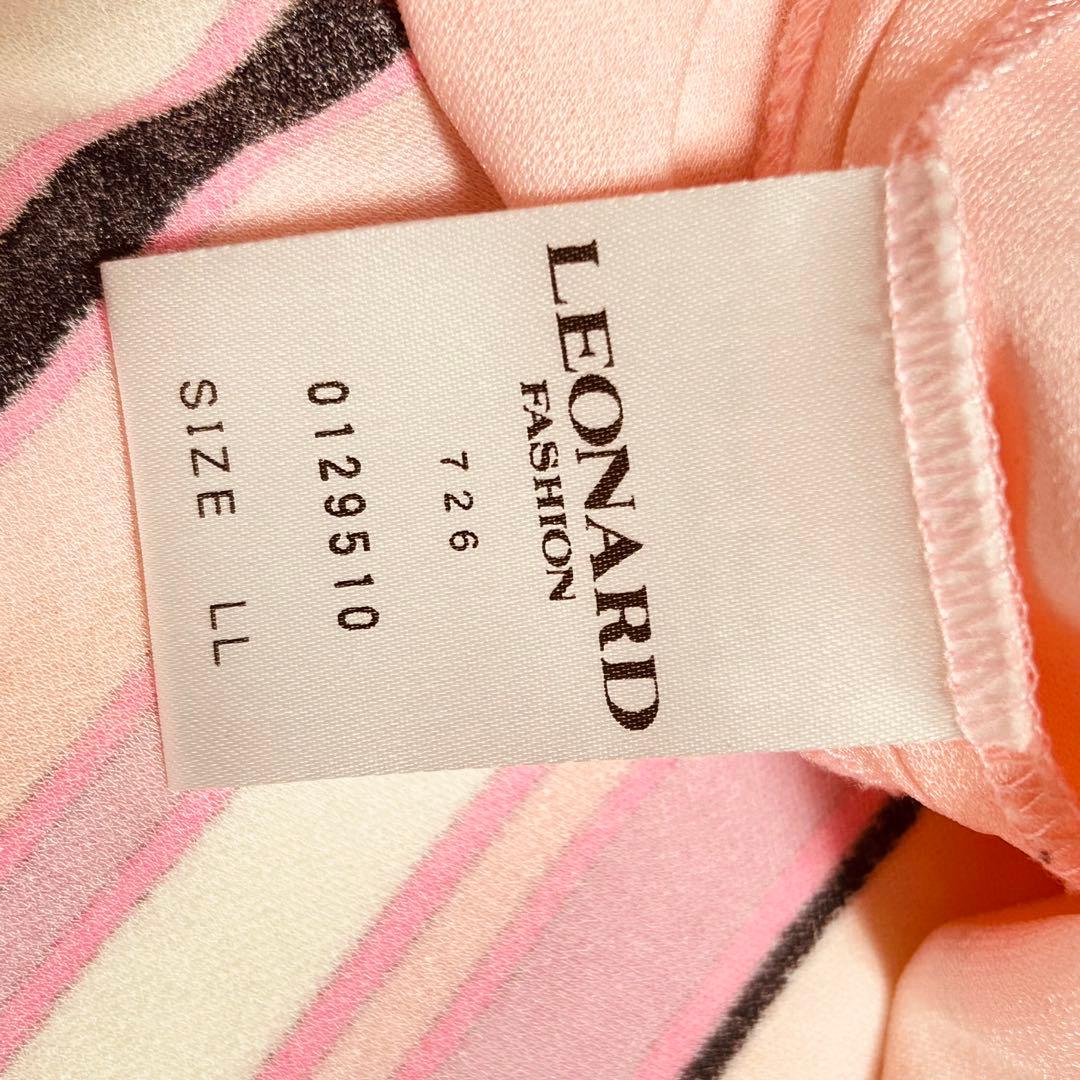 LEONARD
FASHION
726
0129510
SIZE LL